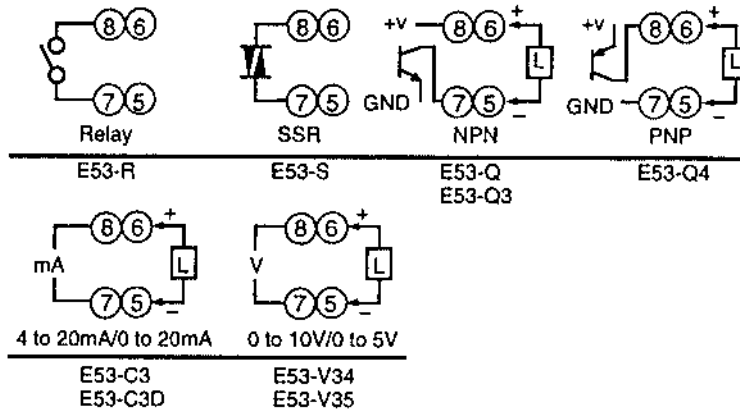 8 6
7 5
Relay
E53-R
8 6
7 5
SSR
E53-S
+V 8 6 +
L
GND 7 5 −
NPN
E53-Q
E53-Q3
+V 8 6 +
L
GND 7 5 −
PNP
E53-Q4
8 6 +
mA L
7 5 −
4 to 20mA/0 to 20mA
E53-C3
E53-C3D
8 6 +
V L
7 5 −
0 to 10V/0 to 5V
E53-V34
E53-V35